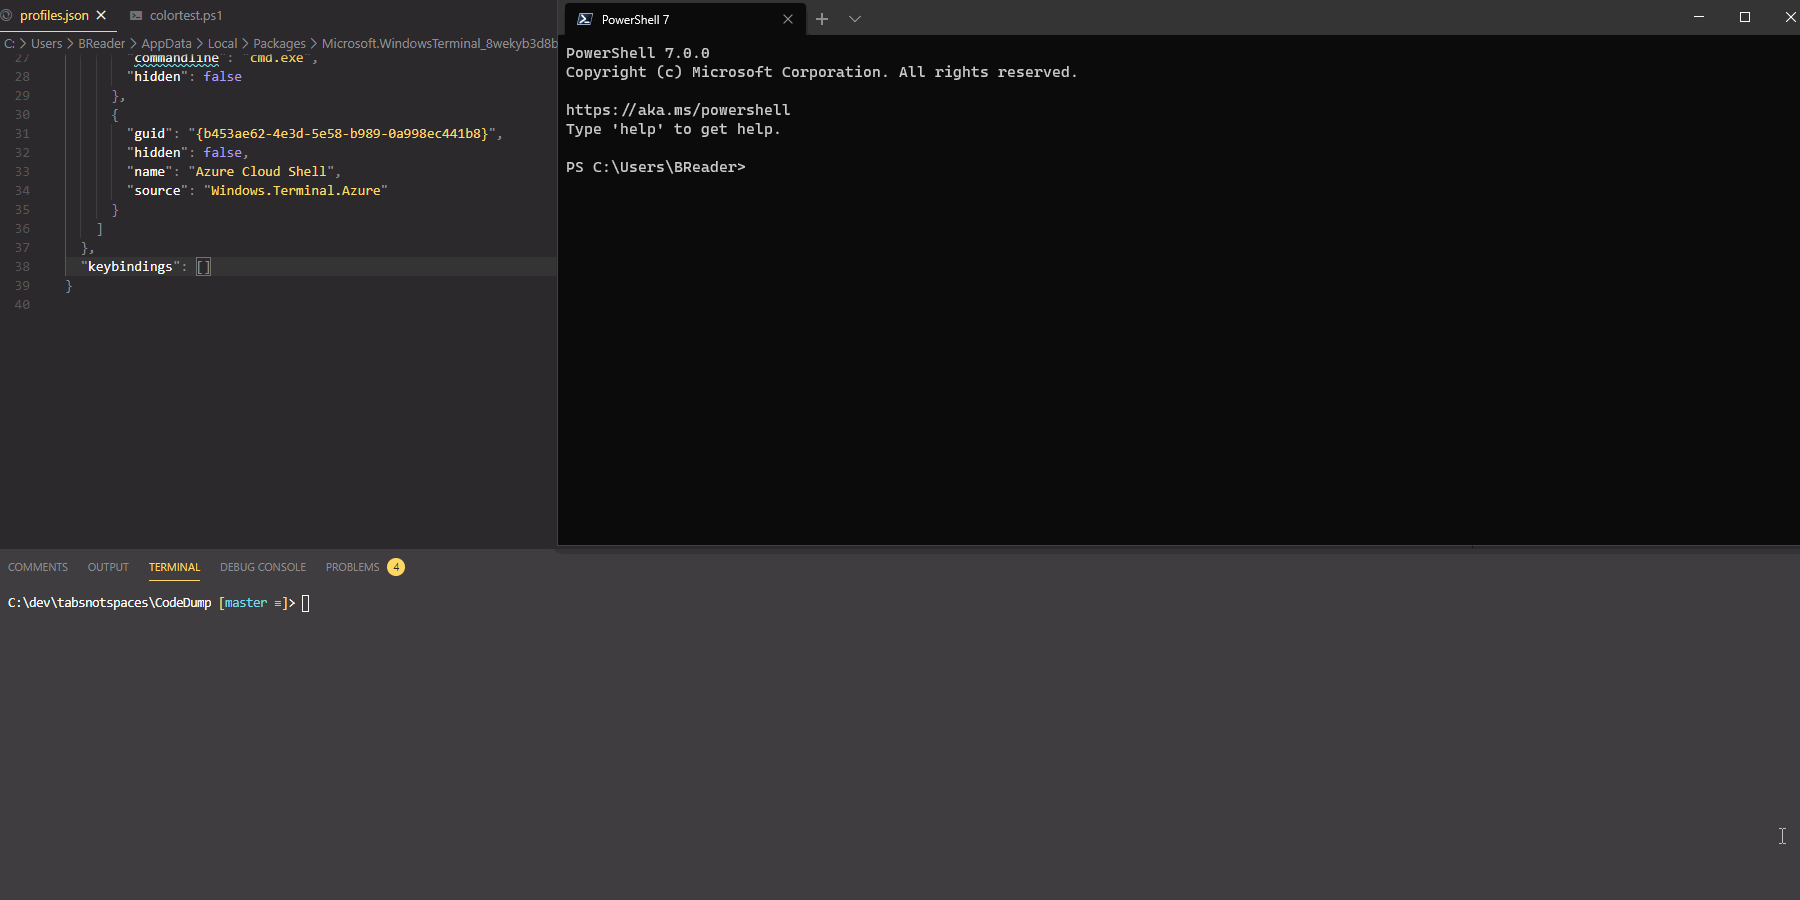 profiles.json
colortest.ps1
C: > Users > BReader > AppData > Local > Packages > Microsoft.WindowsTerminal_8wekyb3d8b
27 "commandline": "cmd.exe",
28 "hidden": false
29 },
30 {
31 "guid": "{b453ae62-4e3d-5e58-b989-0a998ec441b8}",
32 "hidden": false,
33 "name": "Azure Cloud Shell",
34 "source": "Windows.Terminal.Azure"
35 }
36 ]
37 },
38 "keybindings": []
39 }
40
PowerShell 7
PowerShell 7.0.0
Copyright (c) Microsoft Corporation. All rights reserved.
https://aka.ms/powershell
Type 'help' to get help.
PS C:\Users\BReader>
COMMENTS OUTPUT TERMINAL DEBUG CONSOLE PROBLEMS 4
C:\dev\tabsnotspaces\CodeDump [master ≡]>